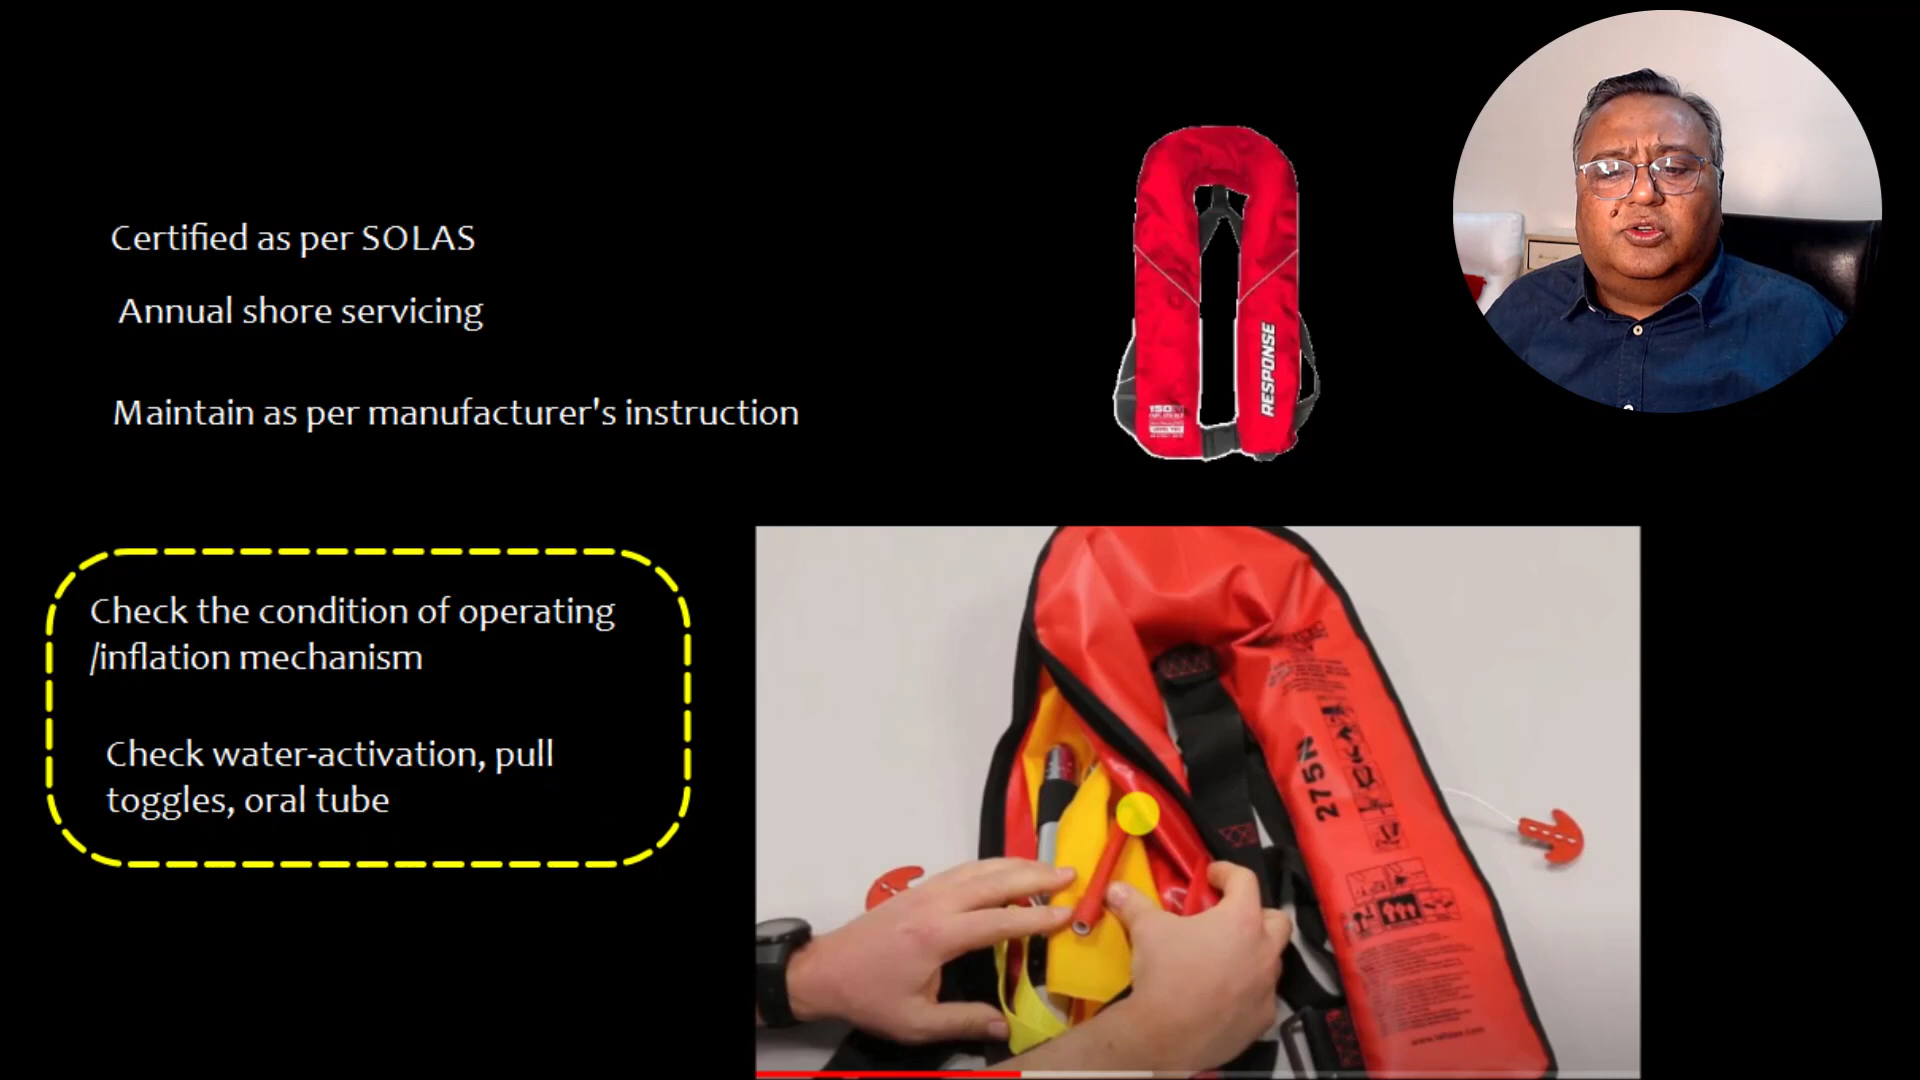 Certified as per SOLAS
Annual shore servicing
Maintain as per manufacturer's instruction
RESPONSE
150N
Check the condition of operating
/inflation mechanism
Check water-activation, pull
toggles, oral tube
275N